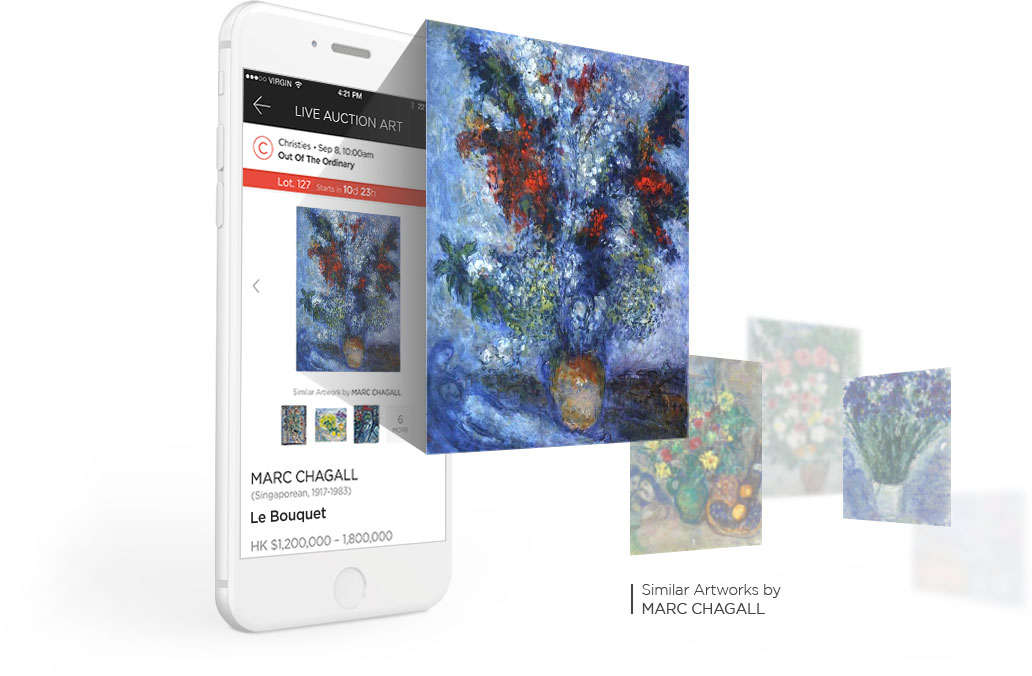 ●●●○○ VIRGIN
4:21 PM
22
LIVE AUCTION ART
C
Christies • Sep 8, 10:00am
Out Of The Ordinary
Lot. 127 Starts in 10d 23h
Similar Artwork by MARC CHAGALL
6
MORE
MARC CHAGALL
(Singaporean, 1917-1983)
Le Bouquet
HK $1,200,000 – 1,800,000
Similar Artworks by
MARC CHAGALL